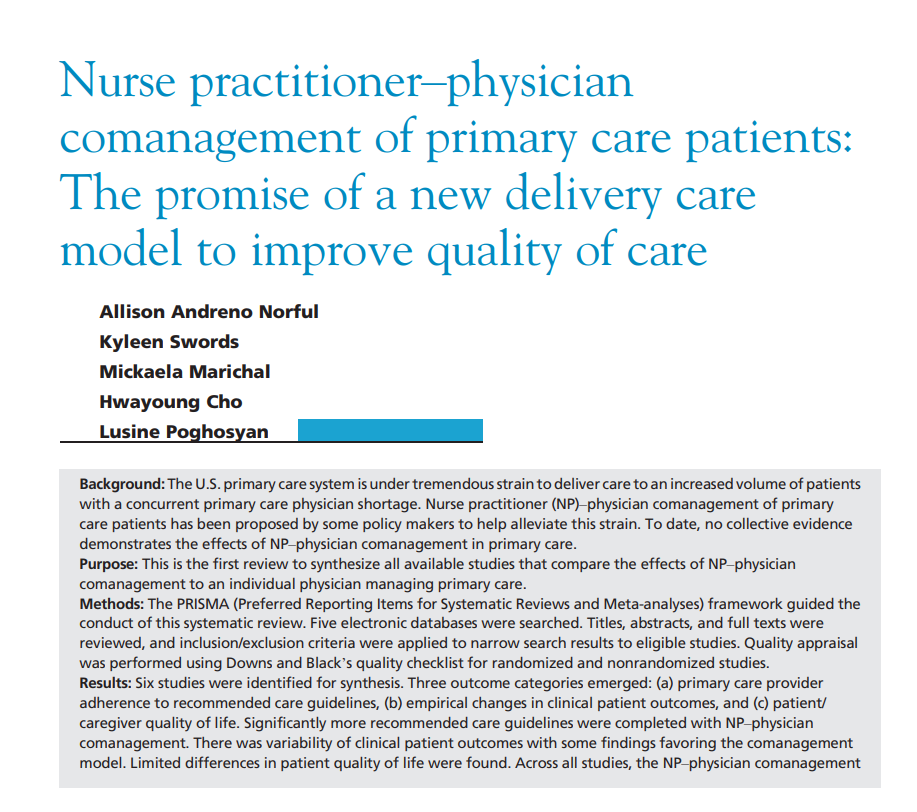 Nurse practitioner–physician
comanagement of primary care patients:
The promise of a new delivery care
model to improve quality of care
Allison Andreno Norful
Kyleen Swords
Mickaela Marichal
Hwayoung Cho
Lusine Poghosyan
Background: The U.S. primary care system is under tremendous strain to deliver care to an increased volume of patients
with a concurrent primary care physician shortage. Nurse practitioner (NP)–physician comanagement of primary
care patients has been proposed by some policy makers to help alleviate this strain. To date, no collective evidence
demonstrates the effects of NP–physician comanagement in primary care.
Purpose: This is the first review to synthesize all available studies that compare the effects of NP–physician
comanagement to an individual physician managing primary care.
Methods: The PRISMA (Preferred Reporting Items for Systematic Reviews and Meta-analyses) framework guided the
conduct of this systematic review. Five electronic databases were searched. Titles, abstracts, and full texts were
reviewed, and inclusion/exclusion criteria were applied to narrow search results to eligible studies. Quality appraisal
was performed using Downs and Black's quality checklist for randomized and nonrandomized studies.
Results: Six studies were identified for synthesis. Three outcome categories emerged: (a) primary care provider
adherence to recommended care guidelines, (b) empirical changes in clinical patient outcomes, and (c) patient/
caregiver quality of life. Significantly more recommended care guidelines were completed with NP–physician
comanagement. There was variability of clinical patient outcomes with some findings favoring the comanagement
model. Limited differences in patient quality of life were found. Across all studies, the NP–physician comanagement